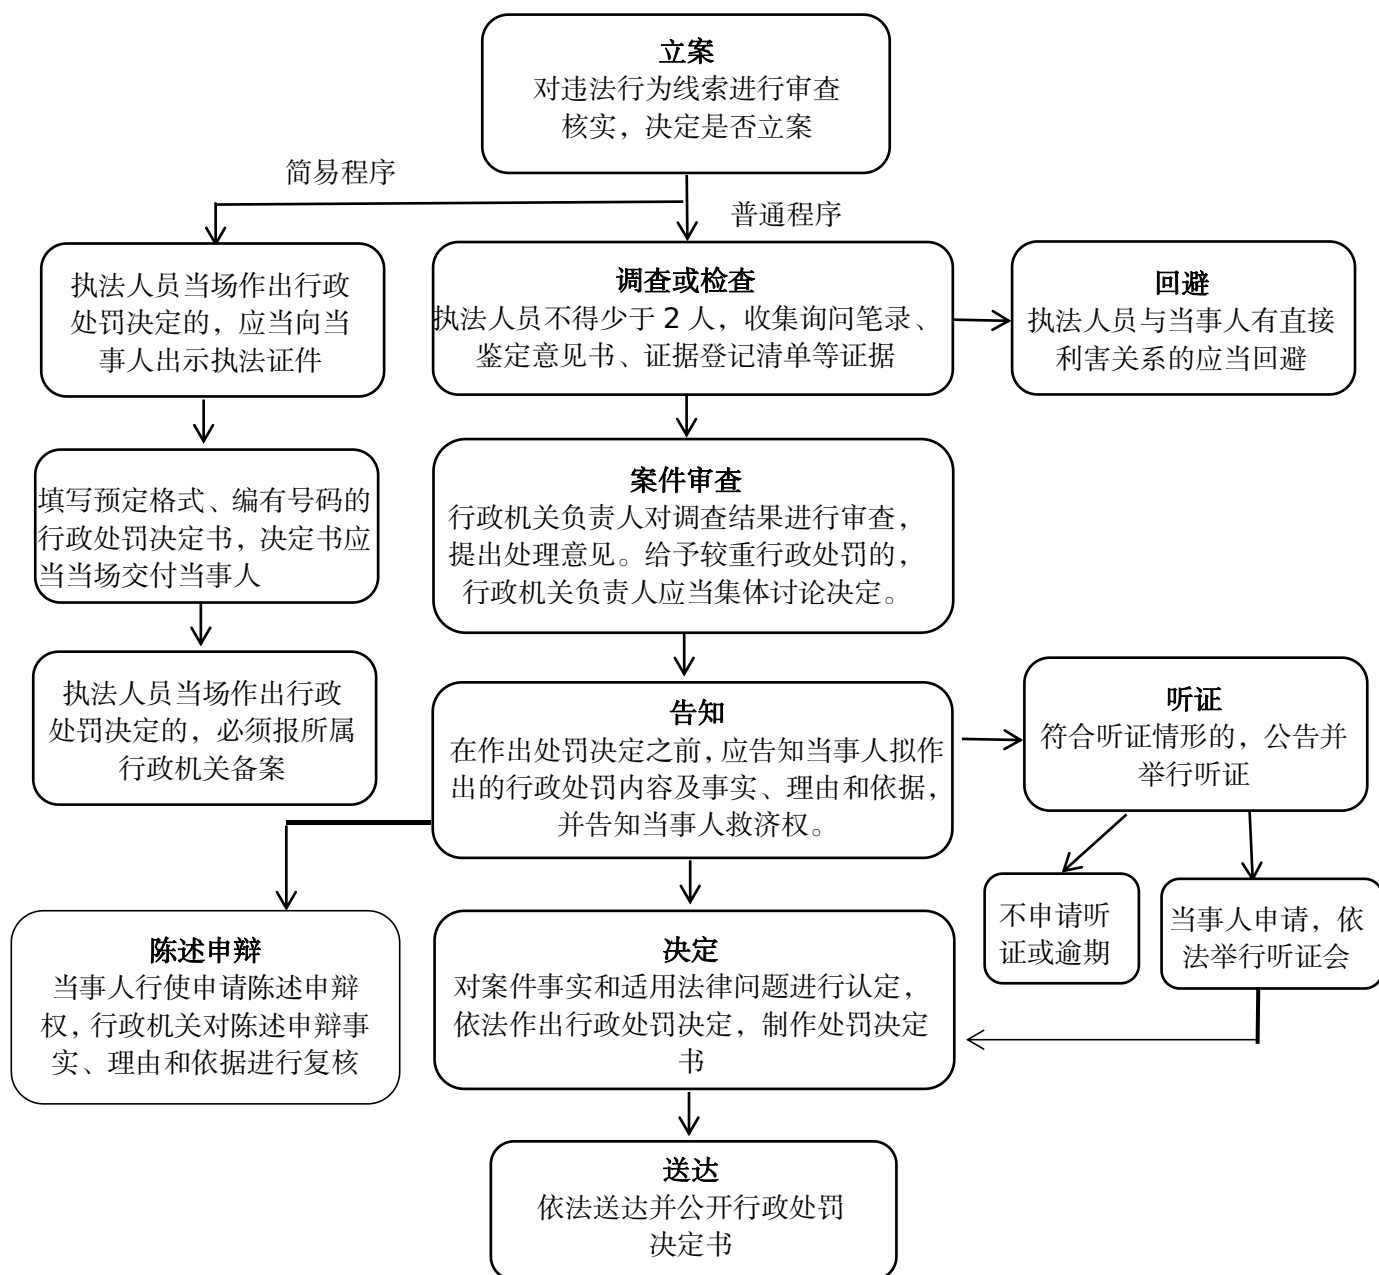 立案
对违法行为线索进行审查
核实，决定是否立案
简易程序
普通程序
执法人员当场作出行政
处罚决定的，应当向当
事人出示执法证件
调查或检查
执法人员不得少于 2 人，收集询问笔录、
鉴定意见书、证据登记清单等证据
回避
执法人员与当事人有直接
利害关系的应当回避
填写预定格式、编有号码的
行政处罚决定书，决定书应
当当场交付当事人
案件审查
行政机关负责人对调查结果进行审查，
提出处理意见。给予较重行政处罚的，
行政机关负责人应当集体讨论决定。
执法人员当场作出行政
处罚决定的，必须报所属
行政机关备案
告知
在作出处罚决定之前，应告知当事人拟作
出的行政处罚内容及事实、理由和依据，
并告知当事人救济权。
听证
符合听证情形的，公告并
举行听证
不申请听
证或逾期
当事人申请，依
法举行听证会
陈述申辩
当事人行使申请陈述申辩
权，行政机关对陈述申辩事
实、理由和依据进行复核
决定
对案件事实和适用法律问题进行认定，
依法作出行政处罚决定，制作处罚决定
书
送达
依法送达并公开行政处罚
决定书